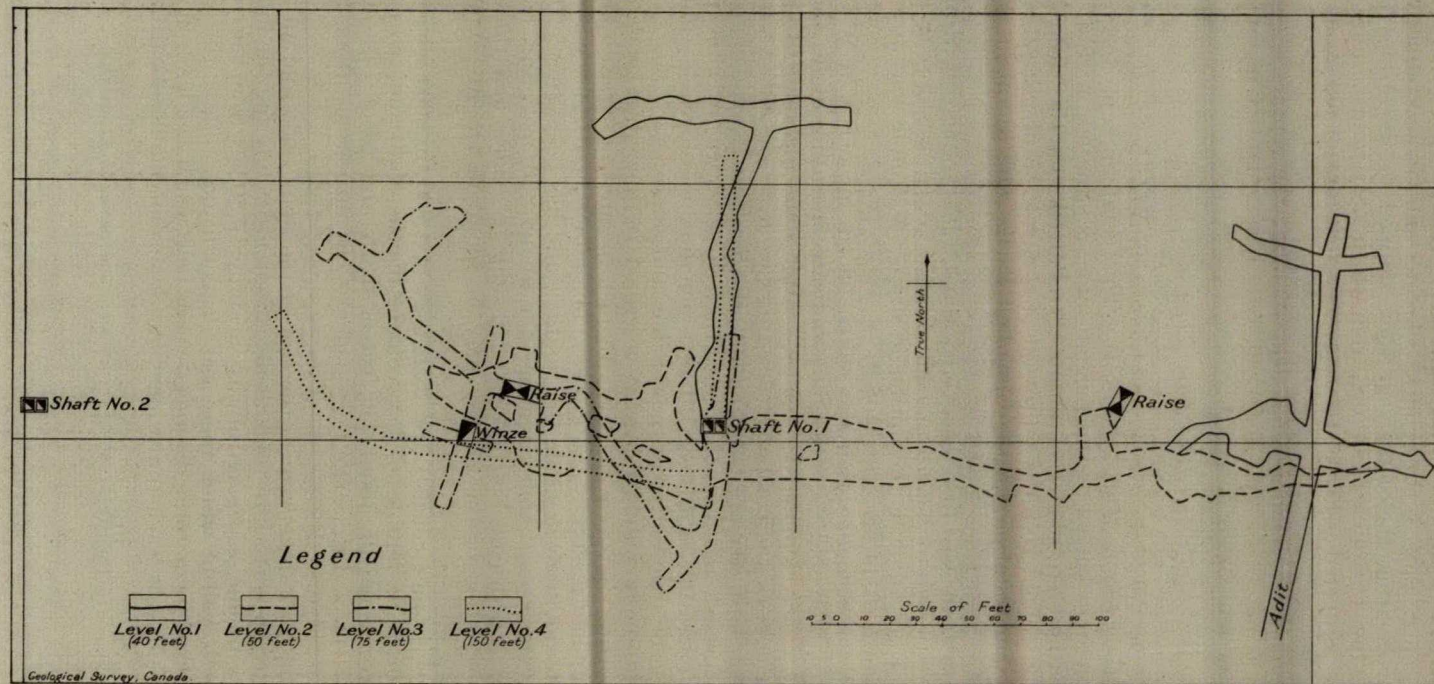 True North
Shaft No.2
Raise
Winze
Shaft No.1
Raise
Legend
Level No.1
(40 feet)
Level No.2
(50 feet)
Level No.3
(75 feet)
Level No.4
(150 feet)
Scale of Feet
10 5 0 10 20 30 40 50 60 70 80 90 100
Adit
Geological Survey, Canada.